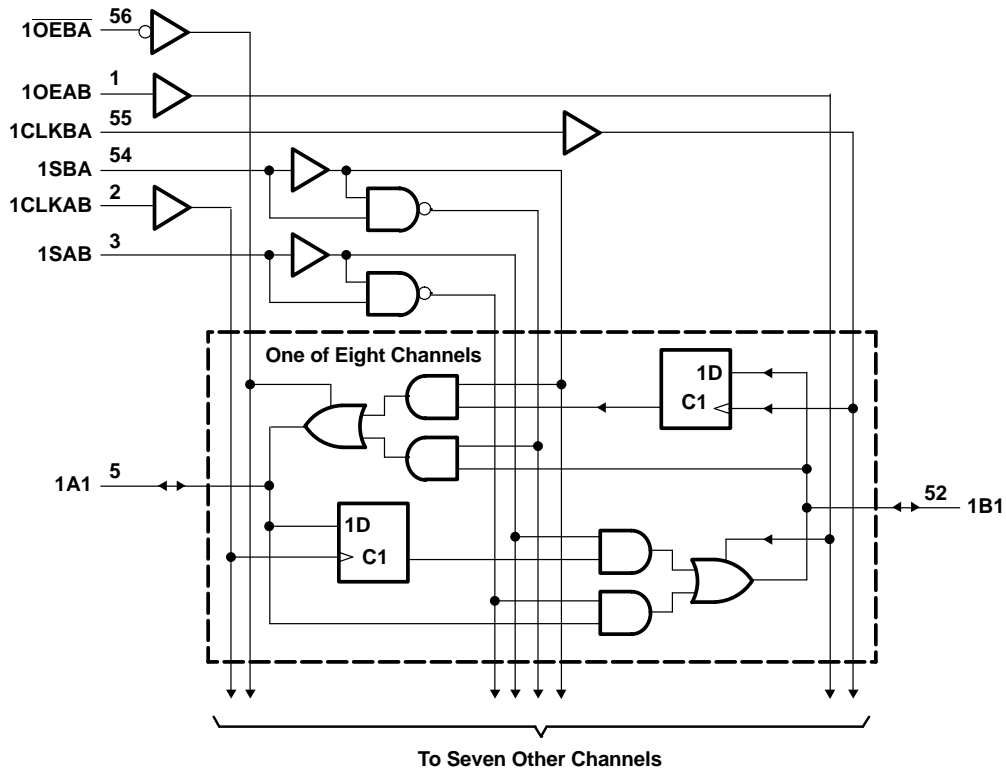 1O̅E̅B̅A̅ 56
1OEAB 1
1CLKBA 55
1SBA 54
1CLKAB 2
1SAB 3
One of Eight Channels
1D
C1
1A1 5
52 1B1
1D
C1
To Seven Other Channels